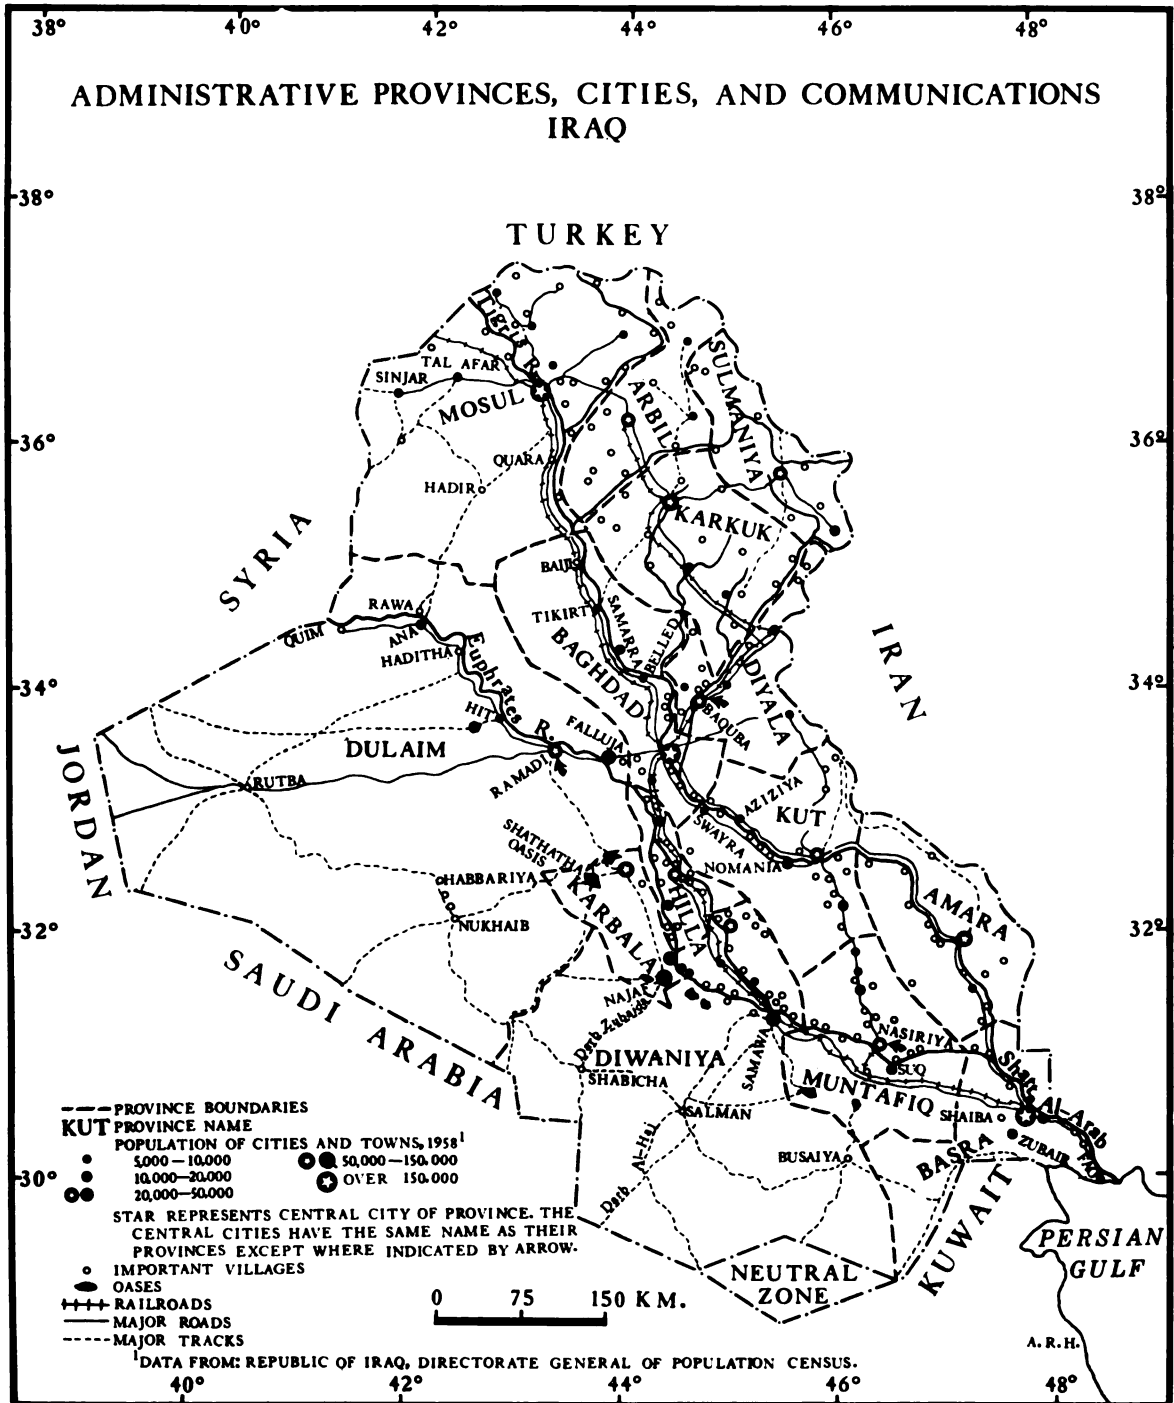 38° 40° 42° 44° 46° 48°
ADMINISTRATIVE PROVINCES, CITIES, AND COMMUNICATIONS
IRAQ
38° 38°
TURKEY
Tigris R.
TAL AFAR
SINJAR
MOSUL
ARBIL
SULMANIYA
36° 36°
QUARA
HADIR
KARKUK
SYRIA
BAIJI
RAWA
TIKIRT
SAMARRA
BELLED
QUIM
ANA
HADITHA
Euphrates R.
BAGHDAD
IRAN
34° 34°
DIYALA
HIT
FALLUJA
BAQUBA
DULAIM
JORDAN
RUTBA
RAMADI
AZIZIYA
KUT
SWAYRA
SHATHATHA
OASIS
NOMANIA
HABBARIYA
KARBALA
HILLA
AMARA
NUKHAIB
32° 32°
SAUDI ARABIA
NAJAF
Darb Zubaida
NASIRIYA
DIWANIYA
SAMAWA
SHABICHA
SUQ
Shatt Al-Arab
MUNTAFIQ
SALMAN
SHAIBA
ZUBAIR
FAO
Darb Al-Haj
BUSAIYA
BASRA
30° 30°
KUWAIT
PERSIAN
GULF
NEUTRAL
ZONE
A.R.H.
PROVINCE BOUNDARIES
KUT PROVINCE NAME
POPULATION OF CITIES AND TOWNS, 1958¹
5,000—10,000 50,000—150.000
10,000—20,000 OVER 150.000
20,000—50,000
STAR REPRESENTS CENTRAL CITY OF PROVINCE. THE
CENTRAL CITIES HAVE THE SAME NAME AS THEIR
PROVINCES EXCEPT WHERE INDICATED BY ARROW.
IMPORTANT VILLAGES
OASES
RAILROADS
MAJOR ROADS
MAJOR TRACKS
0 75 150 KM.
¹DATA FROM: REPUBLIC OF IRAQ, DIRECTORATE GENERAL OF POPULATION CENSUS.
40° 42° 44° 46° 48°